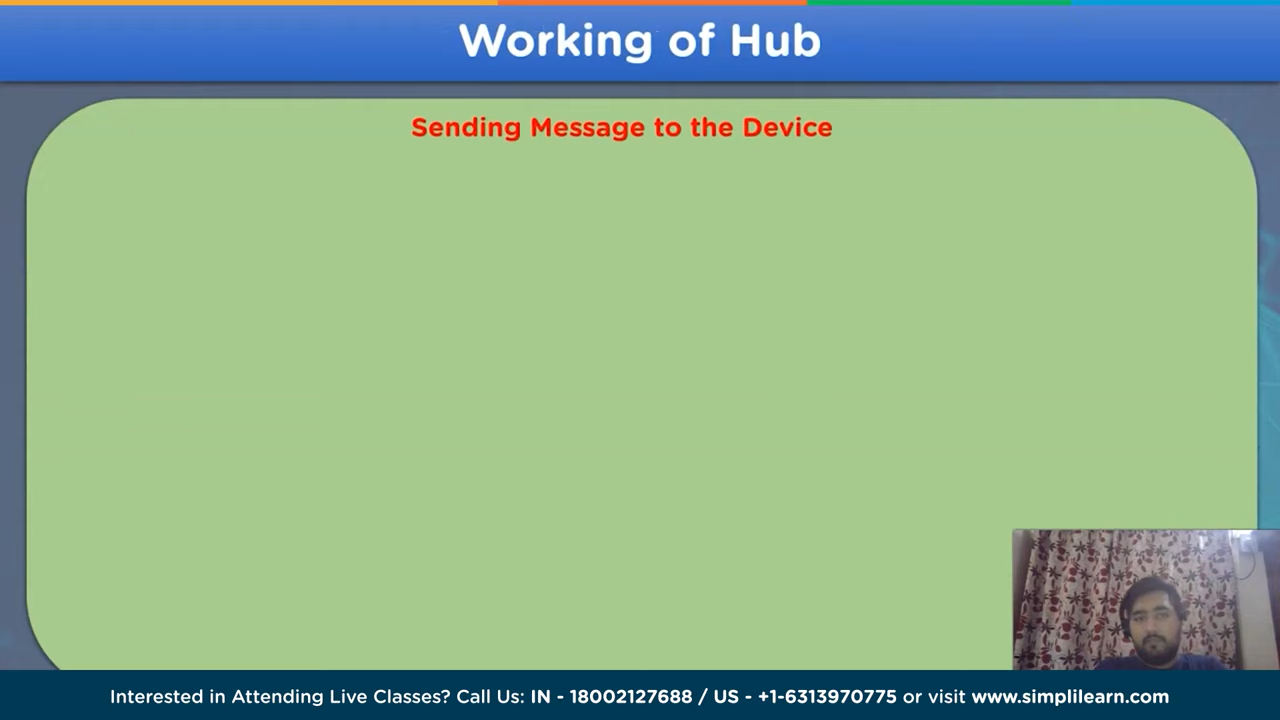 Working of Hub
Sending Message to the Device
Interested in Attending Live Classes? Call Us: IN - 18002127688 / US - +1-6313970775 or visit www.simplilearn.com